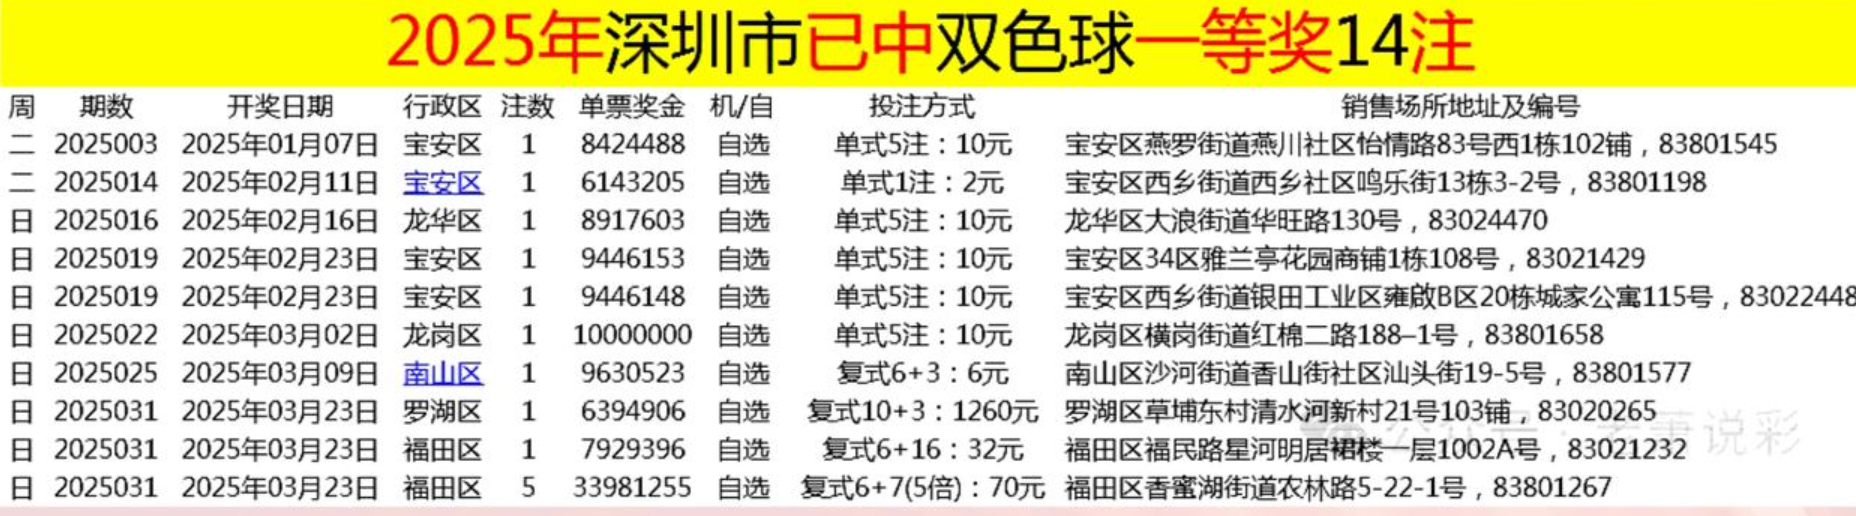 2025年深圳市已中双色球一等奖14注
周 期数 开奖日期 行政区 注数 单票奖金 机/自 投注方式 销售场所地址及编号
二 2025003 2025年01月07日 宝安区 1 8424488 自选 单式5注：10元 宝安区燕罗街道燕川社区怡情路83号西1栋102铺，83801545
二 2025014 2025年02月11日 宝安区 1 6143205 自选 单式1注：2元 宝安区西乡街道西乡社区鸣乐街13栋3-2号，83801198
日 2025016 2025年02月16日 龙华区 1 8917603 自选 单式5注：10元 龙华区大浪街道华旺路130号，83024470
日 2025019 2025年02月23日 宝安区 1 9446153 自选 单式5注：10元 宝安区34区雅兰亭花园商铺1栋108号，83021429
日 2025019 2025年02月23日 宝安区 1 9446148 自选 单式5注：10元 宝安区西乡街道银田工业区雍啟B区20栋城家公寓115号，83022448
日 2025022 2025年03月02日 龙岗区 1 10000000 自选 单式5注：10元 龙岗区横岗街道红棉二路188–1号，83801658
日 2025025 2025年03月09日 南山区 1 9630523 自选 复式6+3：6元 南山区沙河街道香山街社区汕头街19-5号，83801577
日 2025031 2025年03月23日 罗湖区 1 6394906 自选 复式10+3：1260元 罗湖区草埔东村清水河新村21号103铺，83020265
日 2025031 2025年03月23日 福田区 1 7929396 自选 复式6+16：32元 福田区福民路星河明居裙楼一层1002A号，83021232
日 2025031 2025年03月23日 福田区 5 33981255 自选 复式6+7(5倍)：70元 福田区香蜜湖街道农林路5-22-1号，83801267
公众号·老萧说彩